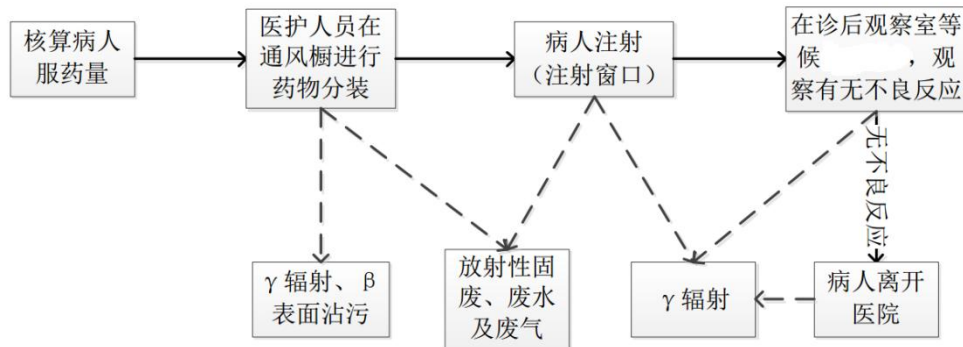 核算病人
服药量
医护人员在
通风橱进行
药物分装
病人注射
（注射窗口）
在诊后观察室等
候 ，观
察有无不良反应
无不良反应
γ 辐射、β
表面沾污
放射性固
废、废水
及废气
γ 辐射
病人离开
医院